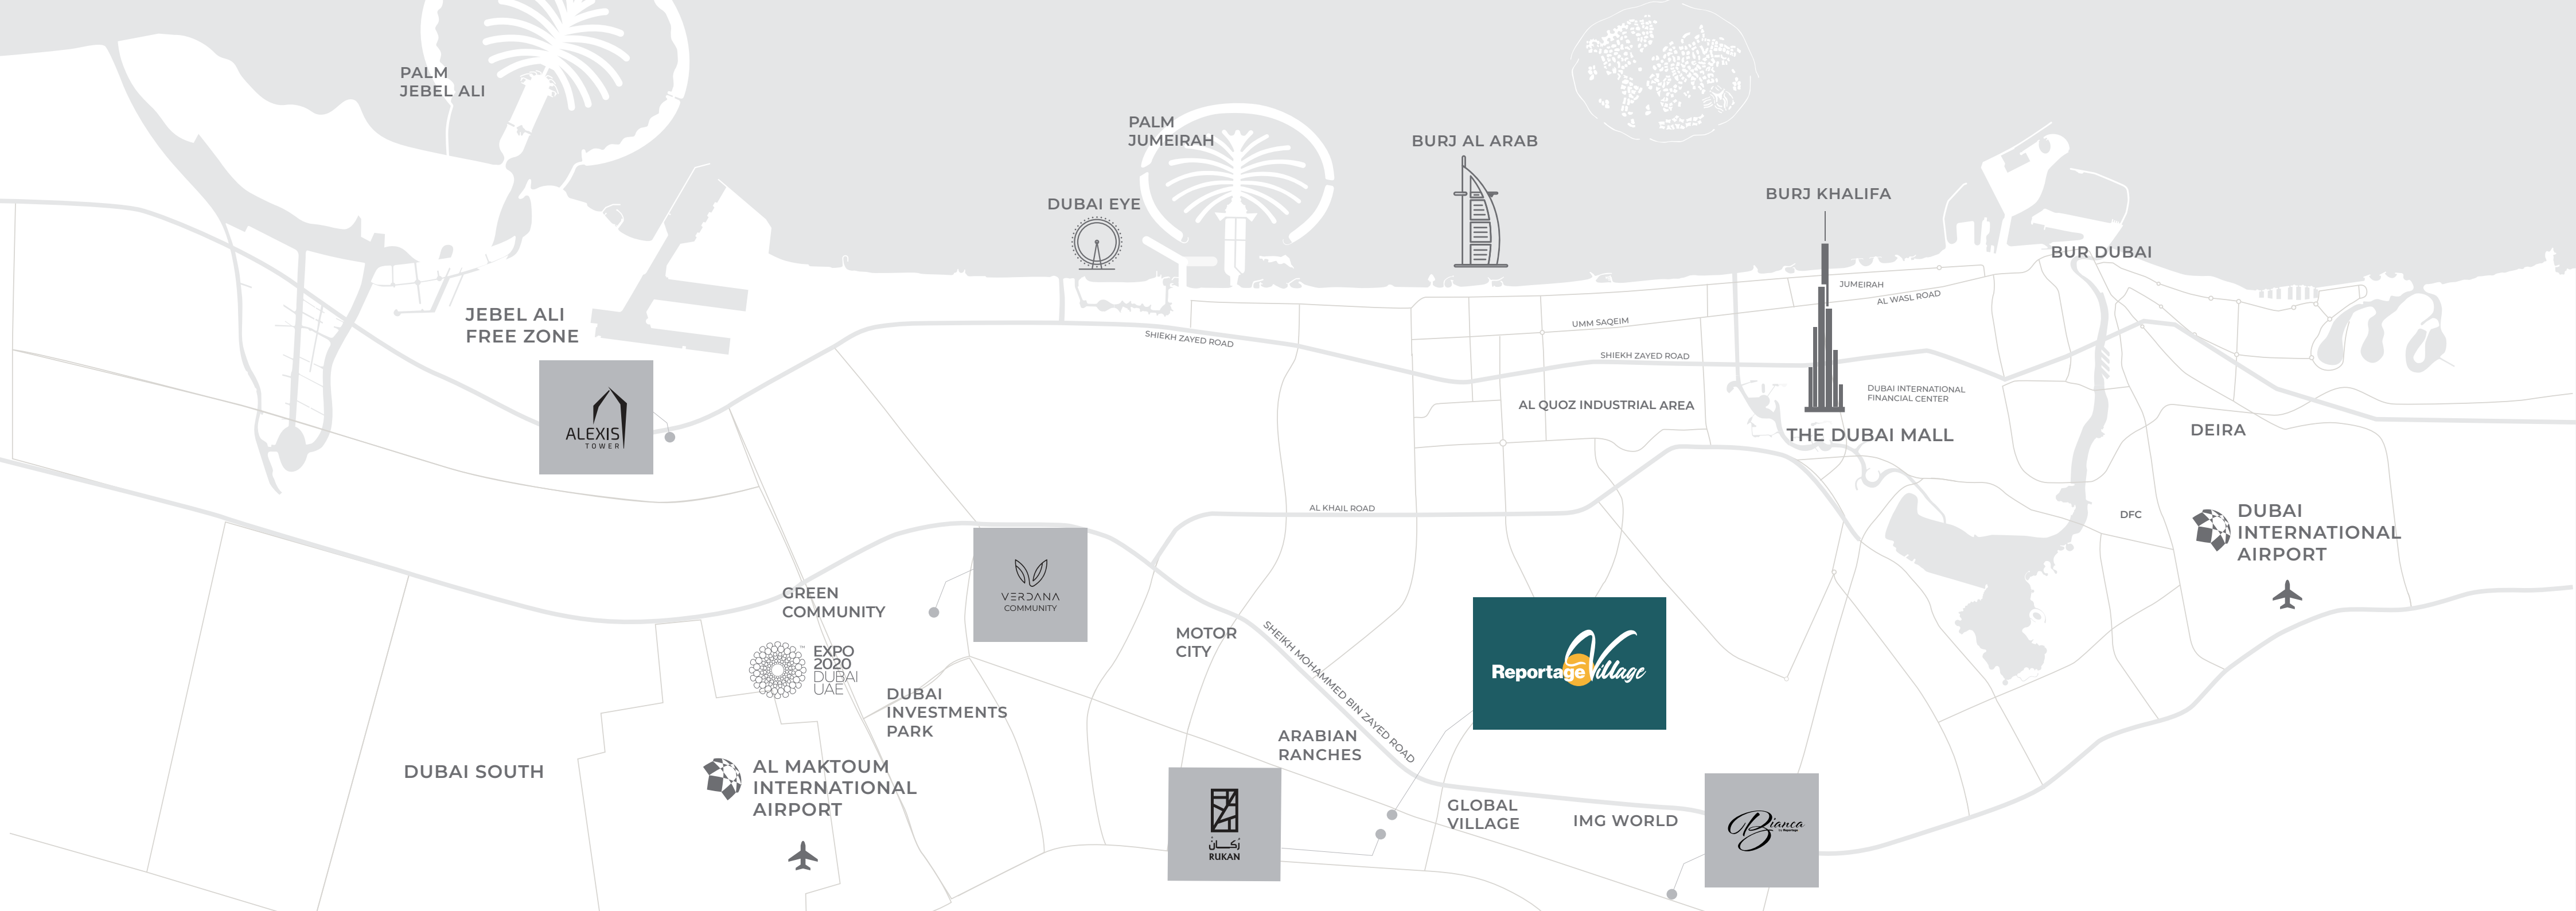 PALM
JEBEL ALI
PALM
JUMEIRAH
BURJ AL ARAB
DUBAI EYE
BURJ KHALIFA
BUR DUBAI
JUMEIRAH
AL WASL ROAD
JEBEL ALI
FREE ZONE
UMM SAQEIM
SHIEKH ZAYED ROAD
SHIEKH ZAYED ROAD
DUBAI INTERNATIONAL
FINANCIAL CENTER
AL QUOZ INDUSTRIAL AREA
ALEXIS
TOWER
THE DUBAI MALL
DEIRA
AL KHAIL ROAD
DFC
DUBAI
INTERNATIONAL
AIRPORT
GREEN
COMMUNITY
VERDANA
COMMUNITY
MOTOR
CITY
SHEIKH MOHAMMED BIN ZAYED ROAD
EXPO
2020
DUBAI
UAE
Reportage Village
DUBAI
INVESTMENTS
PARK
ARABIAN
RANCHES
DUBAI SOUTH
AL MAKTOUM
INTERNATIONAL
AIRPORT
GLOBAL
VILLAGE
IMG WORLD
رُكــان
RUKAN
Bianca
by Reportage